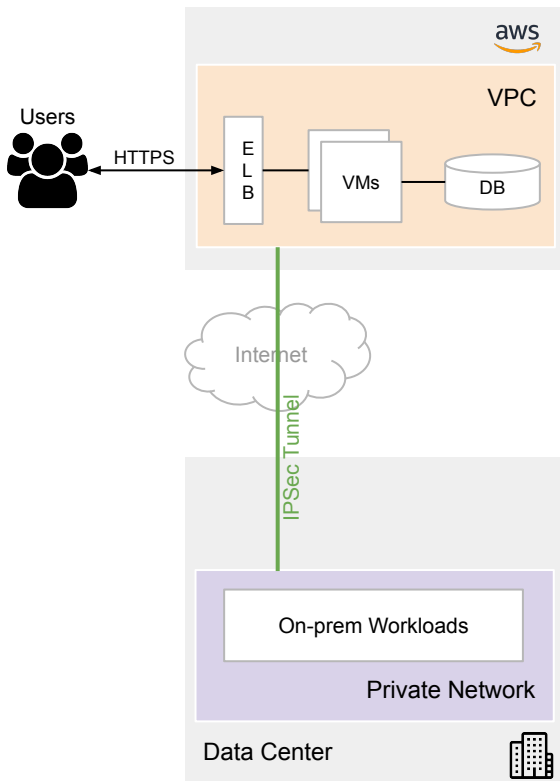 aws
VPC
Users
HTTPS
E
L
B
VMs
DB
Internet
IPSec Tunnel
On-prem Workloads
Private Network
Data Center